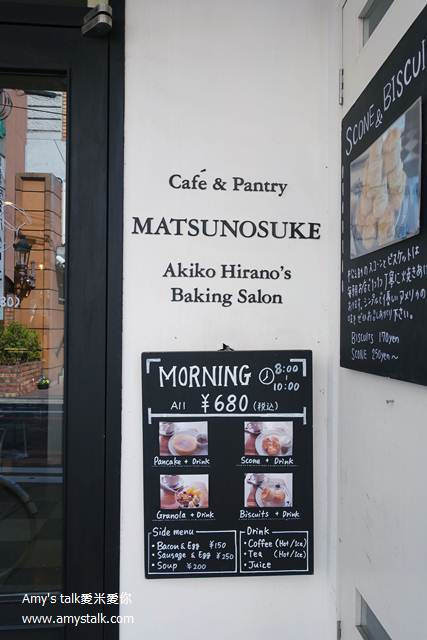 Café & Pantry
MATSUNOSUKE
Akiko Hirano's
Baking Salon
MORNING 8:00
10:00
All ¥680 (税込)
Pancake + Drink
Scone + Drink
Granola + Drink
Biscuits + Drink
Side menu
• Bacon & Egg ¥150
• Sausage & Egg ¥250
• Soup ¥200
Drink
• Coffee (Hot/Ice)
• Tea (Hot/Ice)
• Juice
SCONE & BISCUI
Biscuits 170yen
SCONE 250yen~
Amy's talk愛米愛你
www.amystalk.com